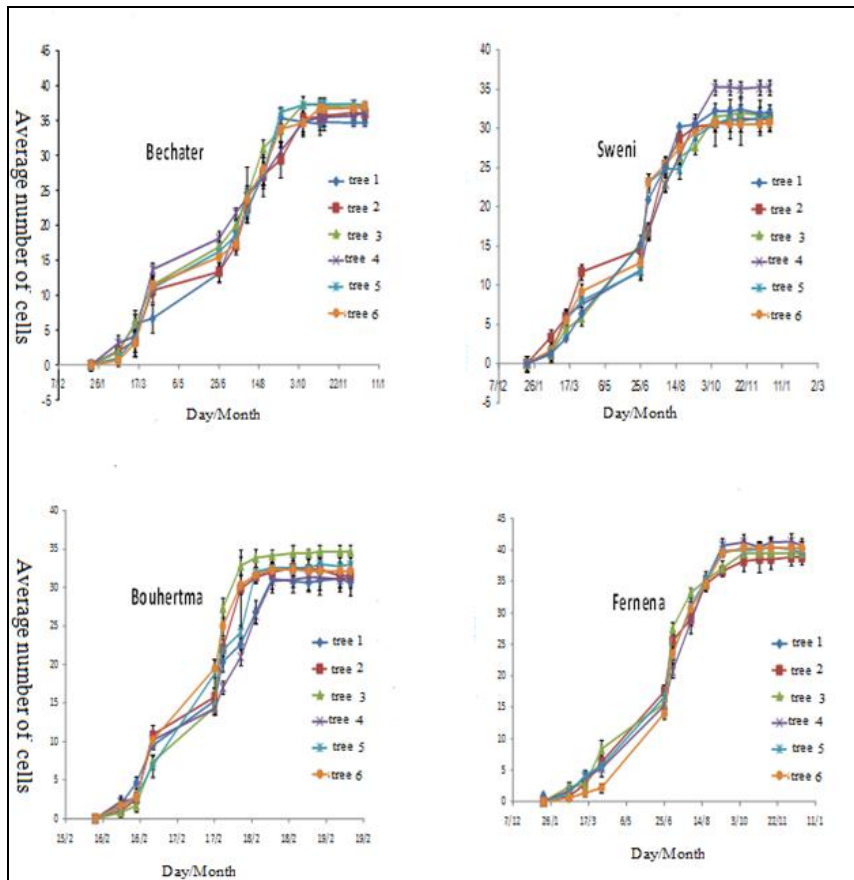 Bechater
Average number of cells
45
40
35
30
25
20
15
10
5
0
-5
7/12 26/1 17/3 6/5 25/6 14/8 3/10 22/11 11/1
Day/Month
tree 1
tree 2
tree 3
tree 4
tree 5
tree 6
Sweni
40
35
30
25
20
15
10
5
0
-5
7/12 26/1 17/3 6/5 25/6 14/8 3/10 22/11 11/1 2/3
Day/Month
tree 1
tree 2
tree 3
tree 4
tree 5
tree 6
Bouhertma
Average number of cells
40
35
30
25
20
15
10
5
0
15/2 16/2 16/2 17/2 17/2 18/2 18/2 19/2 19/2
Day/Month
tree 1
tree 2
tree 3
tree 4
tree 5
tree 6
Fernena
45
40
35
30
25
20
15
10
5
0
7/12 26/1 17/3 6/5 25/6 14/8 3/10 22/11 11/1
Day/Month
tree 1
tree 2
tree 3
tree 4
tree 5
tree 6